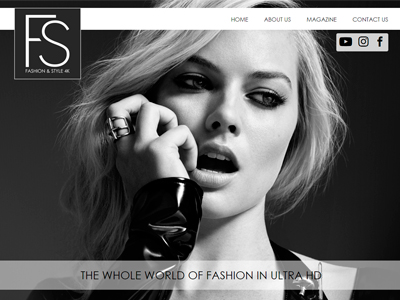 FS
FASHION & STYLE 4K
HOME ABOUT US MAGAZINE CONTACT US
THE WHOLE WORLD OF FASHION IN ULTRA HD